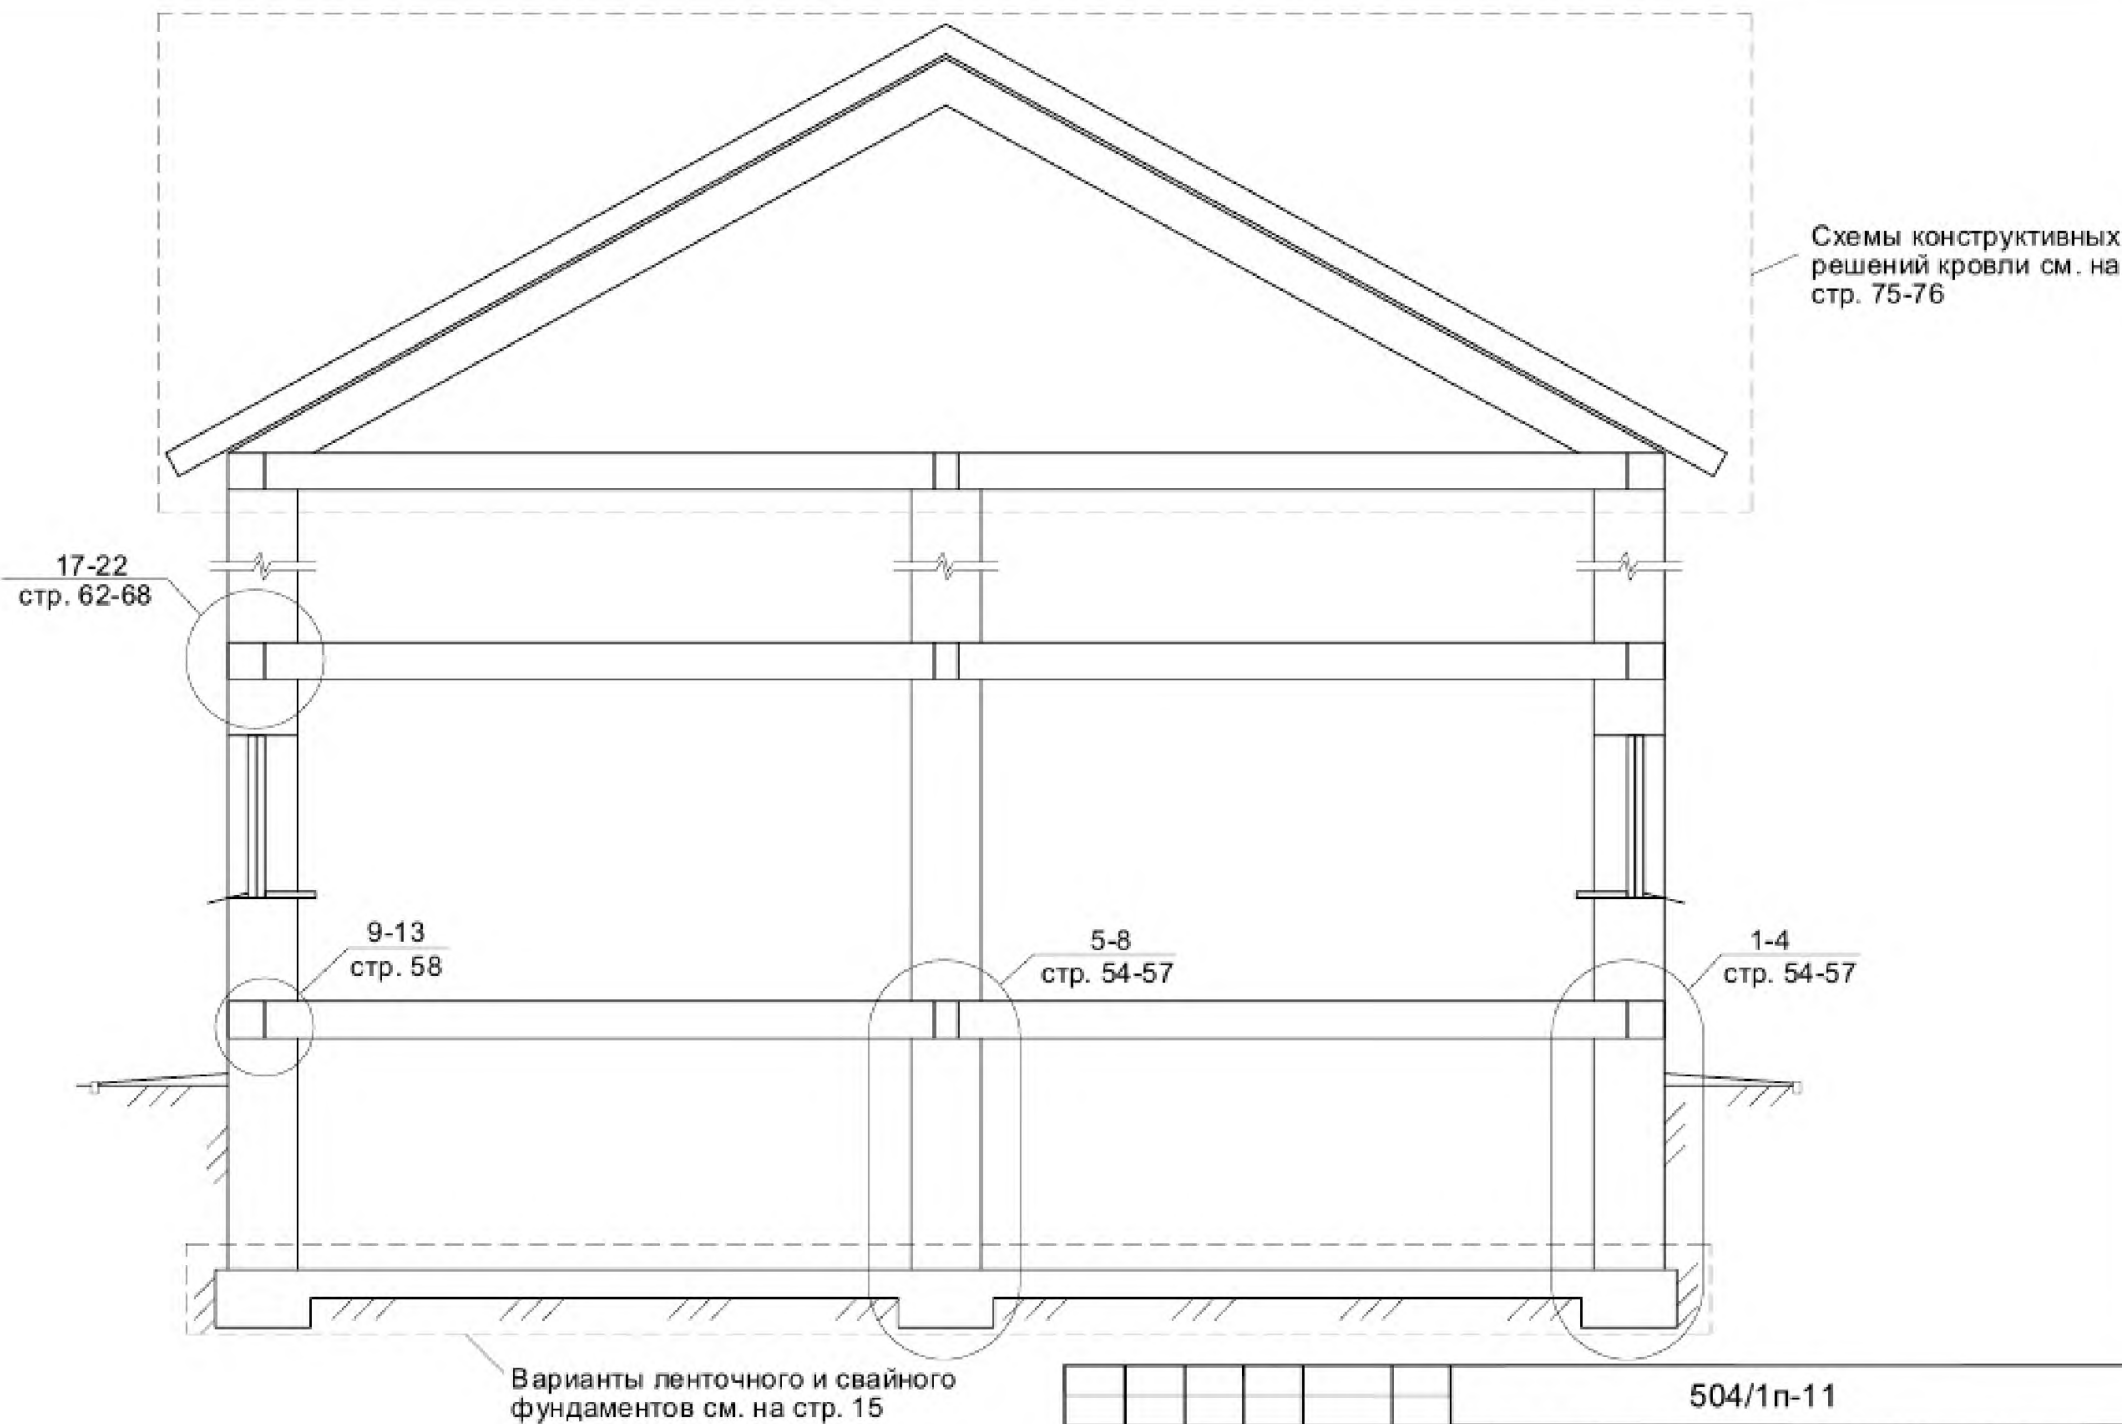 Схемы конструктивных
решений кровли см. на
стр. 75-76
17-22
стр. 62-68
9-13
стр. 58
5-8
стр. 54-57
1-4
стр. 54-57
Варианты ленточного и свайного
фундаментов см. на стр. 15
504/1п-11